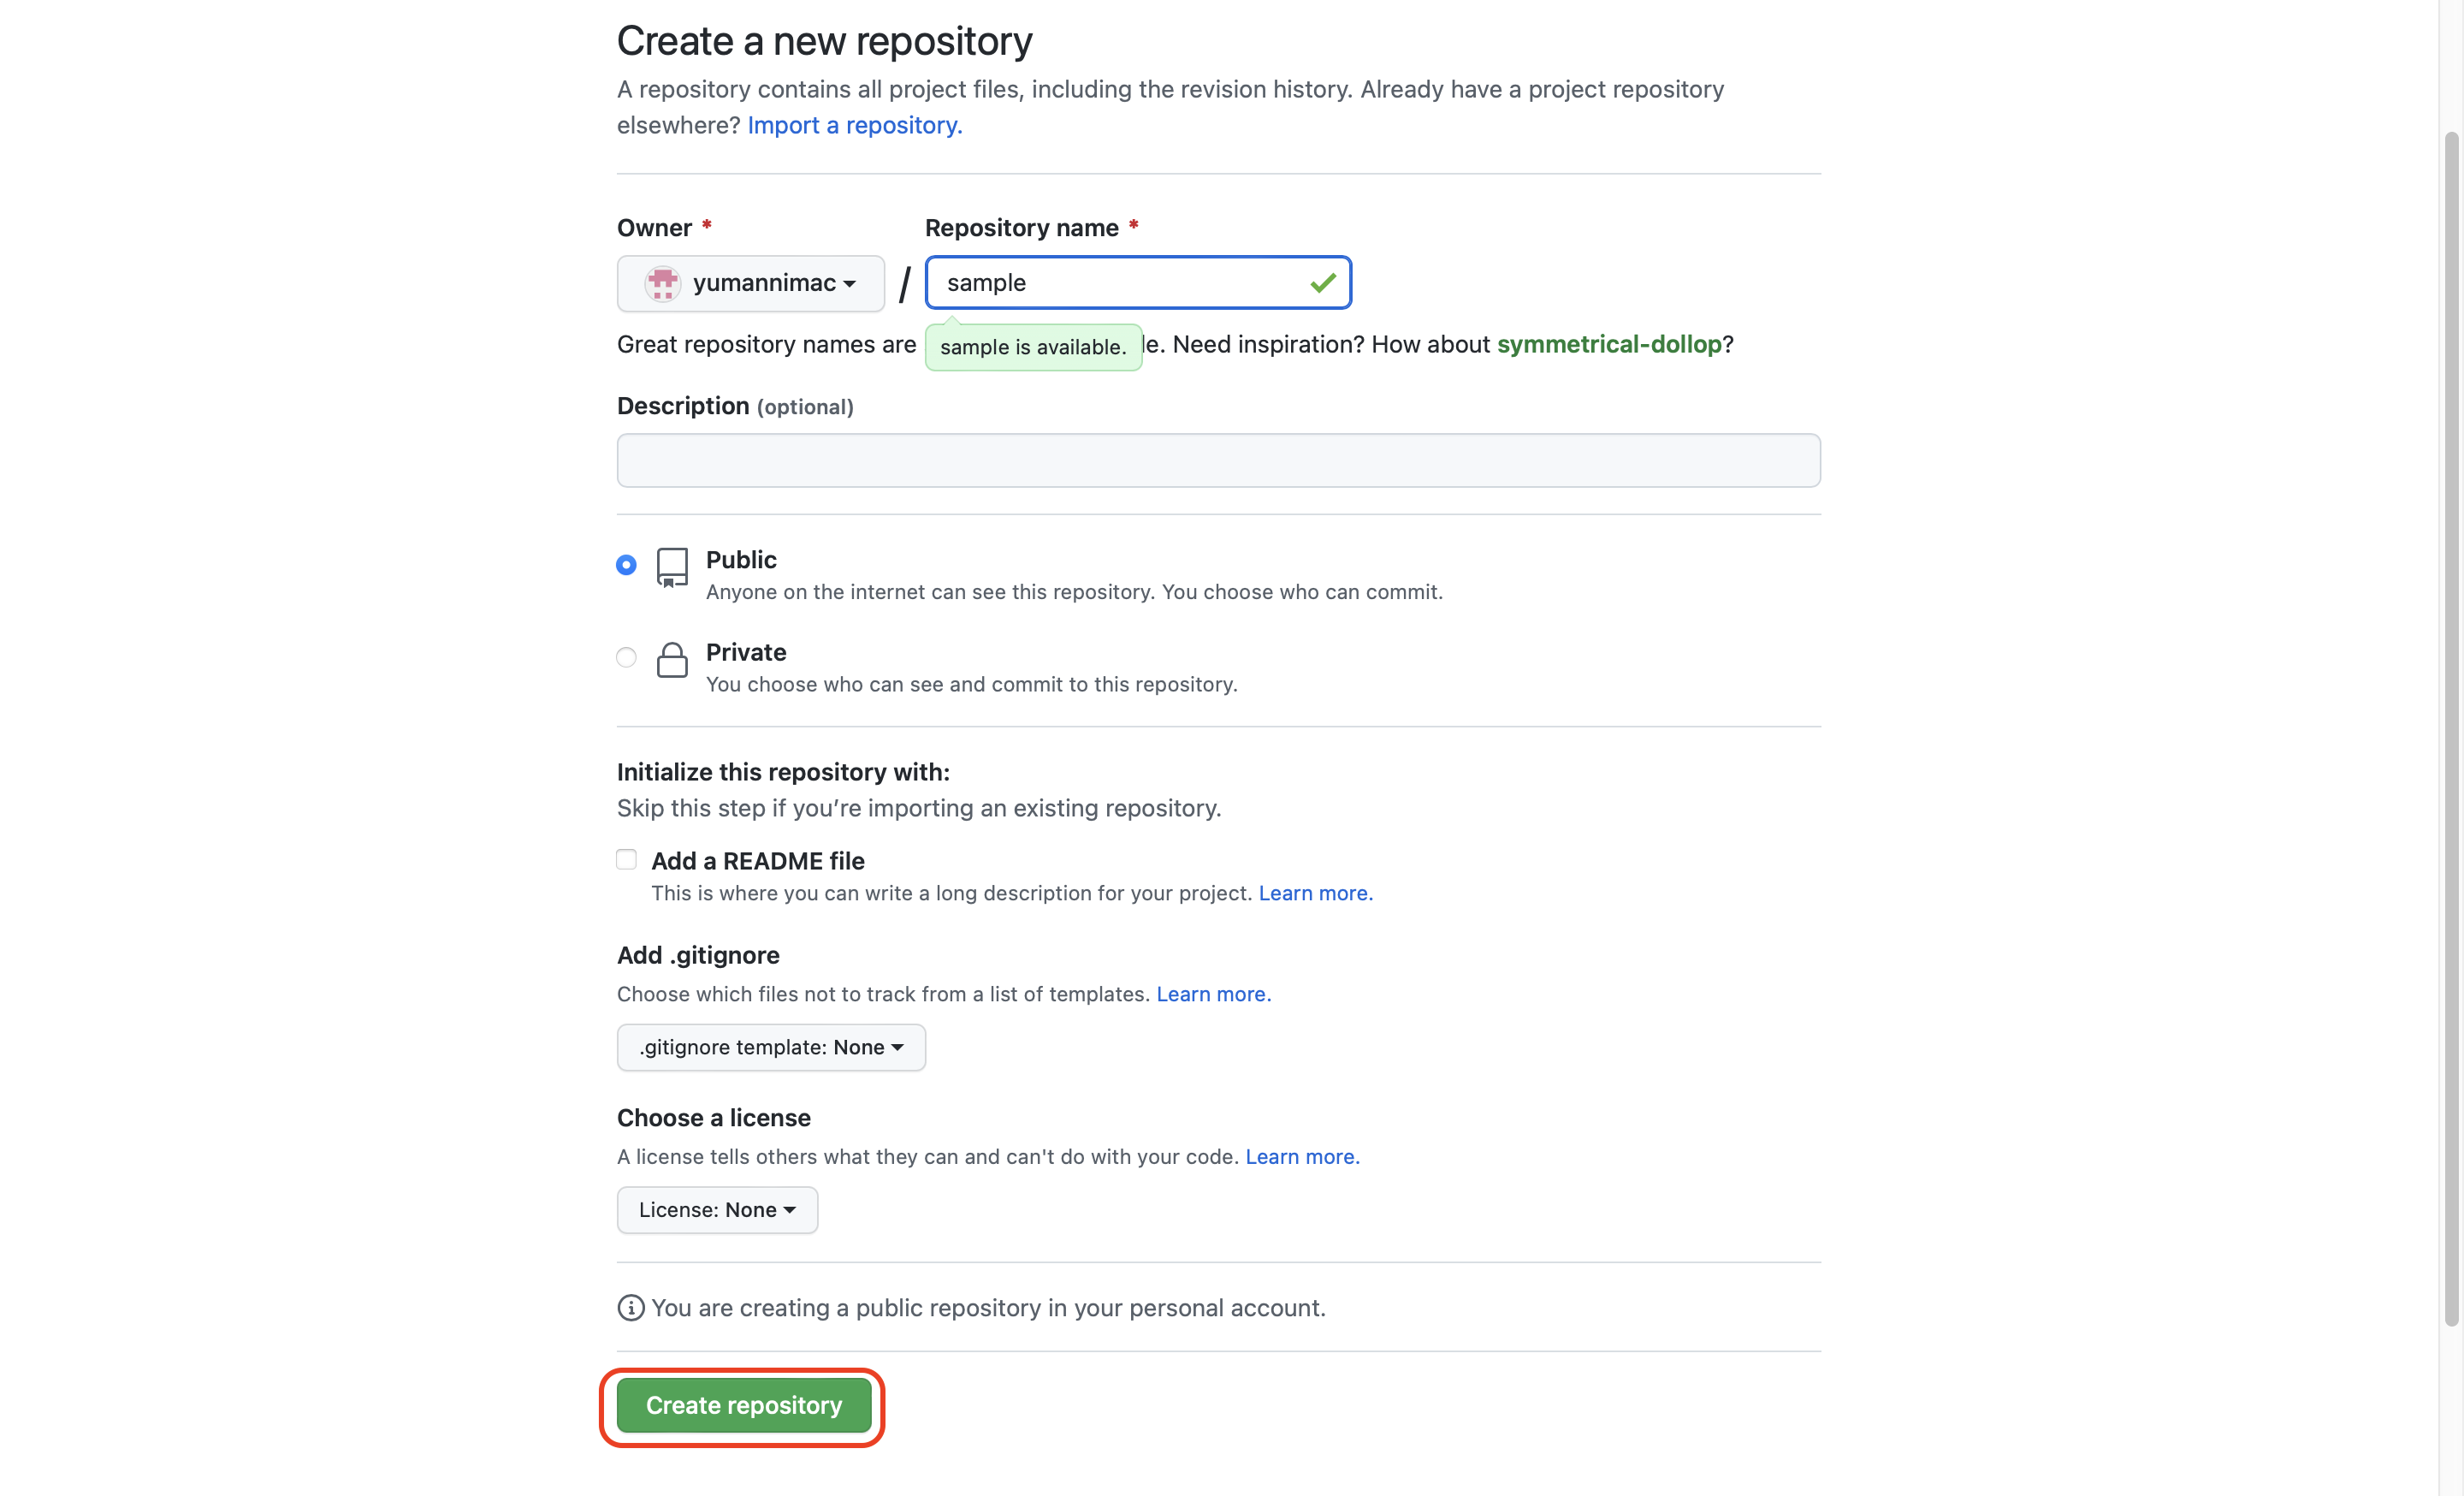 Create a new repository
A repository contains all project files, including the revision history. Already have a project repository
elsewhere? Import a repository.
Owner * Repository name *
yumannimac / sample
Great repository names are sample is available. le. Need inspiration? How about symmetrical-dollop?
Description (optional)
Public
Anyone on the internet can see this repository. You choose who can commit.
Private
You choose who can see and commit to this repository.
Initialize this repository with:
Skip this step if you’re importing an existing repository.
Add a README file
This is where you can write a long description for your project. Learn more.
Add .gitignore
Choose which files not to track from a list of templates. Learn more.
.gitignore template: None
Choose a license
A license tells others what they can and can't do with your code. Learn more.
License: None
You are creating a public repository in your personal account.
Create repository